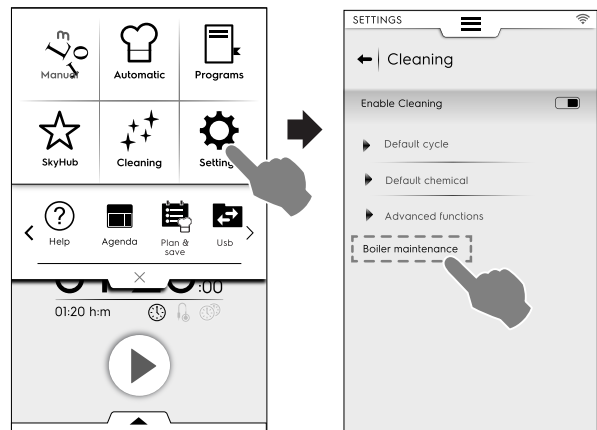 m
L o
Manual
Automatic
Programs
SkyHub
Cleaning
Setting
Help
Agenda
Plan &
save
Usb
:00
01:20 h:m
SETTINGS
Cleaning
Enable Cleaning
Default cycle
Default chemical
Advanced functions
Boiler maintenance